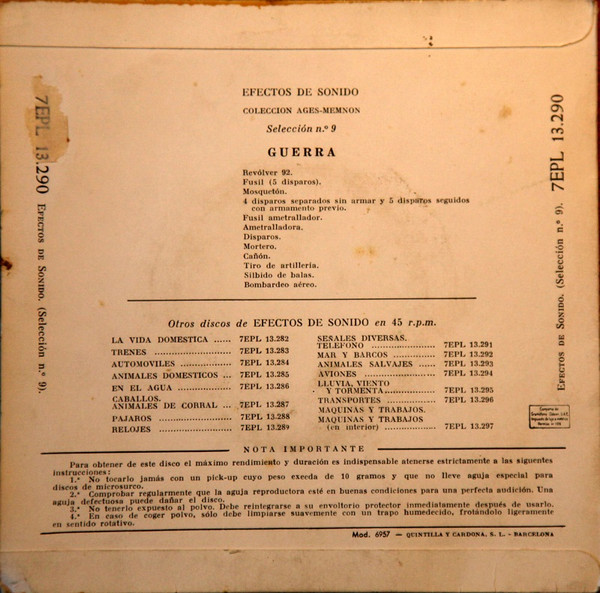 EFECTOS DE SONIDO
COLECCION AGES-MEMNON
Selección n.º 9
GUERRA
Revólver 92.
Fusil (5 disparos).
Mosquetón.
4 disparos separados sin armar y 5 disparos seguidos
con armamento previo.
Fusil ametrallador.
Ametralladora.
Disparos.
Mortero.
Cañón.
Tiro de artillería.
Silbido de balas.
Bombardeo aéreo.
Otros discos de EFECTOS DE SONIDO en 45 r.p.m.
LA VIDA DOMESTICA ...... 7EPL 13.282
TRENES ...................... 7EPL 13.283
AUTOMOVILES ............... 7EPL 13.284
ANIMALES DOMESTICOS ... 7EPL 13.285
EN EL AGUA ................. 7EPL 13.286
CABALLOS.
ANIMALES DE CORRAL ... 7EPL 13.287
PAJAROS ..................... 7EPL 13.288
RELOJES ..................... 7EPL 13.289
SEÑALES DIVERSAS.
TELEFONO ................... 7EPL 13.291
MAR Y BARCOS .............. 7EPL 13.292
ANIMALES SALVAJES ...... 7EPL 13.293
AVIONES ..................... 7EPL 13.294
LLUVIA, VIENTO
Y TORMENTA ................ 7EPL 13.295
TRANSPORTES ............... 7EPL 13.296
MAQUINAS Y TRABAJOS.
MAQUINAS Y TRABAJOS
(en interior) .................. 7EPL 13.297
NOTA IMPORTANTE
Para obtener de este disco el máximo rendimiento y duración es indispensable atenerse estrictamente a las siguientes
instrucciones:
1.º No tocarlo jamás con un pick-up cuyo peso exceda de 10 gramos y que no lleve aguja especial para
discos de microsurco.
2.º Comprobar regularmente que la aguja reproductora esté en buenas condiciones para una perfecta audición. Una
aguja defectuosa puede dañar el disco.
3.º No tenerlo expuesto al polvo. Debe reintegrarse a su envoltorio protector inmediatamente después de usarlo.
4.º En caso de coger polvo, sólo debe limpiarse suavemente con un trapo humedecido, frotándolo ligeramente
en sentido rotativo.
Mod. 6957 — QUINTILLA Y CARDONA, S. L. - BARCELONA
7EPL 13.290 EFECTOS DE SONIDO. (Selección n.º 9).
EFECTOS DE SONIDO. (Selección n.º 9). 7EPL 13.290